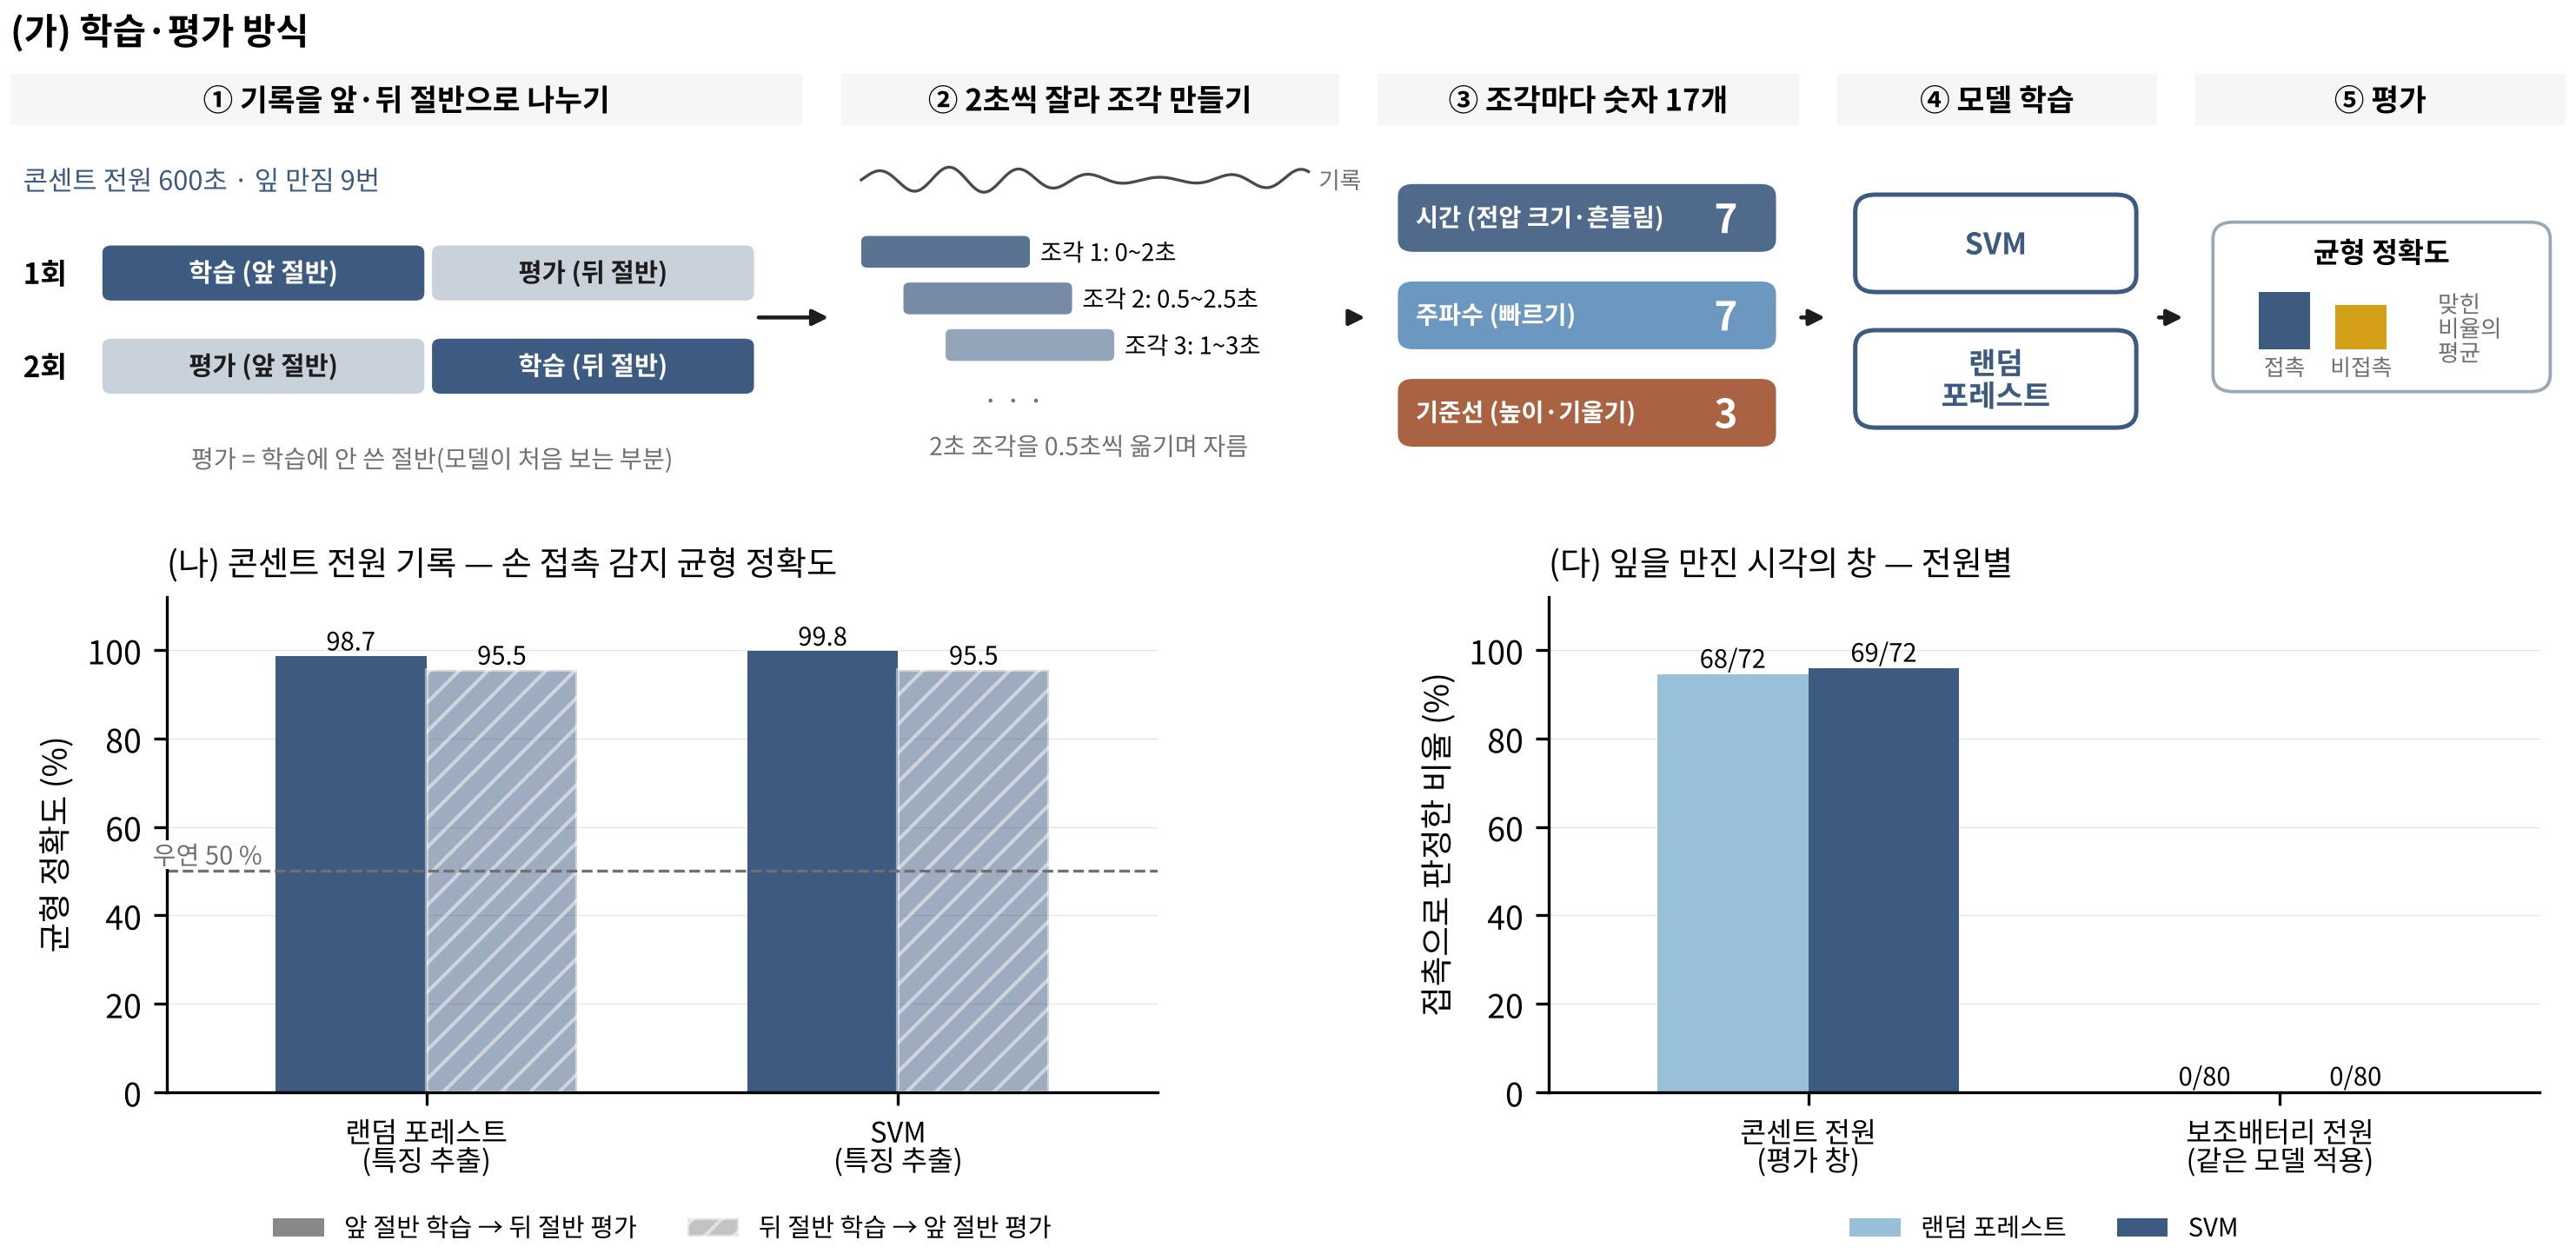 (가) 학습·평가 방식
① 기록을 앞·뒤 절반으로 나누기
콘센트 전원 600초 · 잎 만짐 9번
1회
학습 (앞 절반)
평가 (뒤 절반)
2회
평가 (앞 절반)
학습 (뒤 절반)
평가 = 학습에 안 쓴 절반(모델이 처음 보는 부분)
② 2초씩 잘라 조각 만들기
기록
조각 1: 0~2초
조각 2: 0.5~2.5초
조각 3: 1~3초
· · ·
2초 조각을 0.5초씩 옮기며 자름
③ 조각마다 숫자 17개
시간 (전압 크기·흔들림) 7
주파수 (빠르기) 7
기준선 (높이·기울기) 3
④ 모델 학습
SVM
랜덤
포레스트
⑤ 평가
균형 정확도
접촉
비접촉
맞힌
비율의
평균
(나) 콘센트 전원 기록 — 손 접촉 감지 균형 정확도
균형 정확도 (%)
100
80
60
40
20
0
우연 50 %
98.7
95.5
99.8
95.5
랜덤 포레스트
(특징 추출)
SVM
(특징 추출)
앞 절반 학습 → 뒤 절반 평가
뒤 절반 학습 → 앞 절반 평가
(다) 잎을 만진 시각의 창 — 전원별
접촉으로 판정한 비율 (%)
100
80
60
40
20
0
68/72
69/72
0/80
0/80
콘센트 전원
(평가 창)
보조배터리 전원
(같은 모델 적용)
랜덤 포레스트
SVM